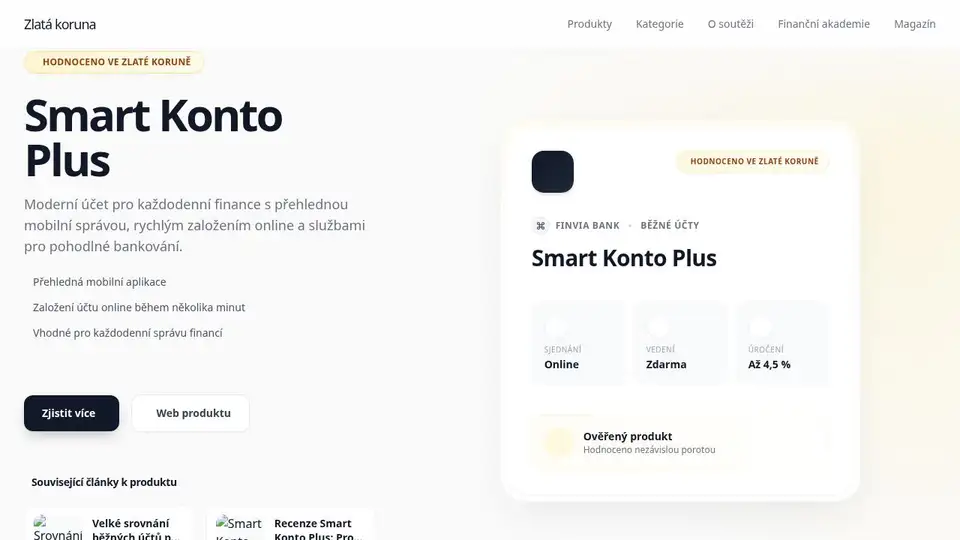 Zlatá koruna
Produkty
Kategorie
O soutěži
Finanční akademie
Magazín
HODNOCENO VE ZLATÉ KORUNĚ
Smart Konto
Plus
Moderní účet pro každodenní finance s přehlednou
mobilní správou, rychlým založením online a službami
pro pohodlné bankování.
Přehledná mobilní aplikace
Založení účtu online během několika minut
Vhodné pro každodenní správu financí
Zjistit více
Web produktu
Související články k produktu
Srovnání
Velké srovnání
běžných účtů p…
Smart
Konto
Recenze Smart
Konto Plus: Pro…
HODNOCENO VE ZLATÉ KORUNĚ
⌘ FINVIA BANK • BĚŽNÉ ÚČTY
Smart Konto Plus
SJEDNÁNÍ
Online
VEDENÍ
Zdarma
ÚROČENÍ
Až 4,5 %
Ověřený produkt
Hodnoceno nezávislou porotou